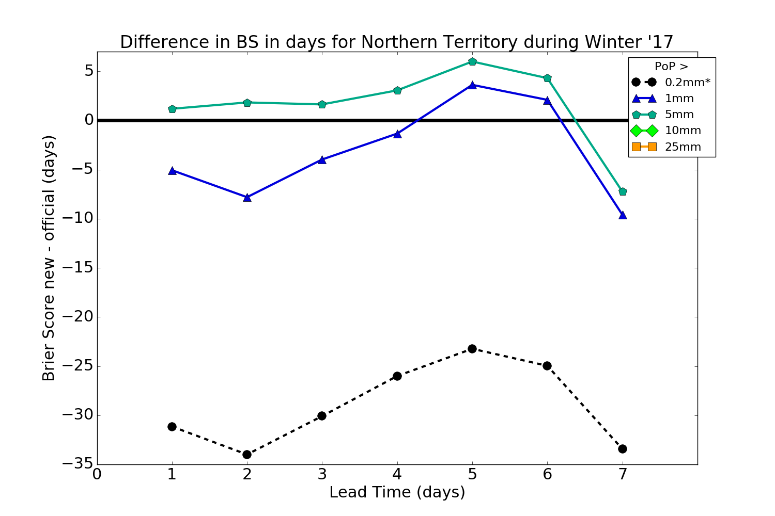 Difference in BS in days for Northern Territory during Winter '17
Brier Score new - official (days)
5
0
−5
−10
−15
−20
−25
−30
−35
0 1 2 3 4 5 6 7
Lead Time (days)
PoP >
0.2mm*
1mm
5mm
10mm
25mm